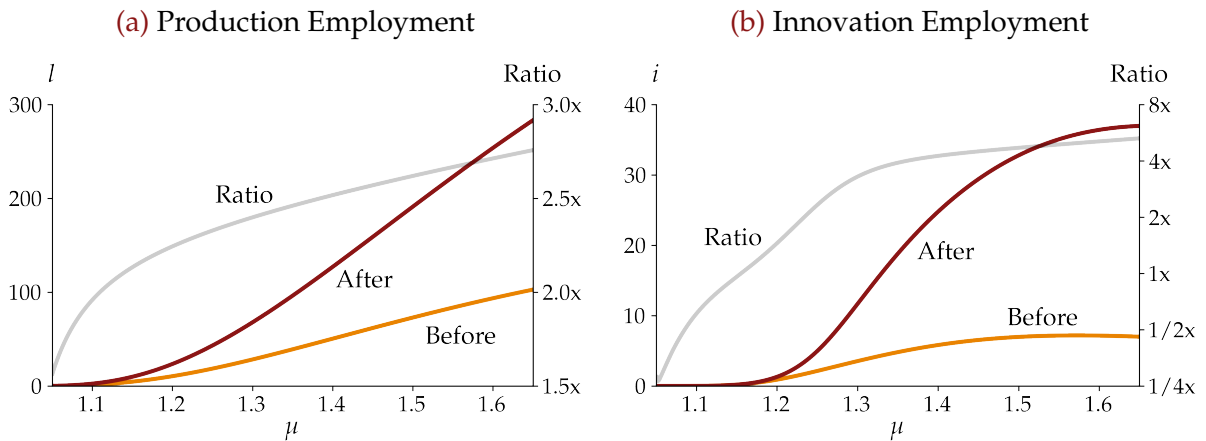 (a) Production Employment
l
Ratio
300
200
100
0
3.0x
2.5x
2.0x
1.5x
Ratio
After
Before
1.1 1.2 1.3 1.4 1.5 1.6
μ
(b) Innovation Employment
i
Ratio
40
30
20
10
0
8x
4x
2x
1x
1/2x
1/4x
Ratio
After
Before
1.1 1.2 1.3 1.4 1.5 1.6
μ